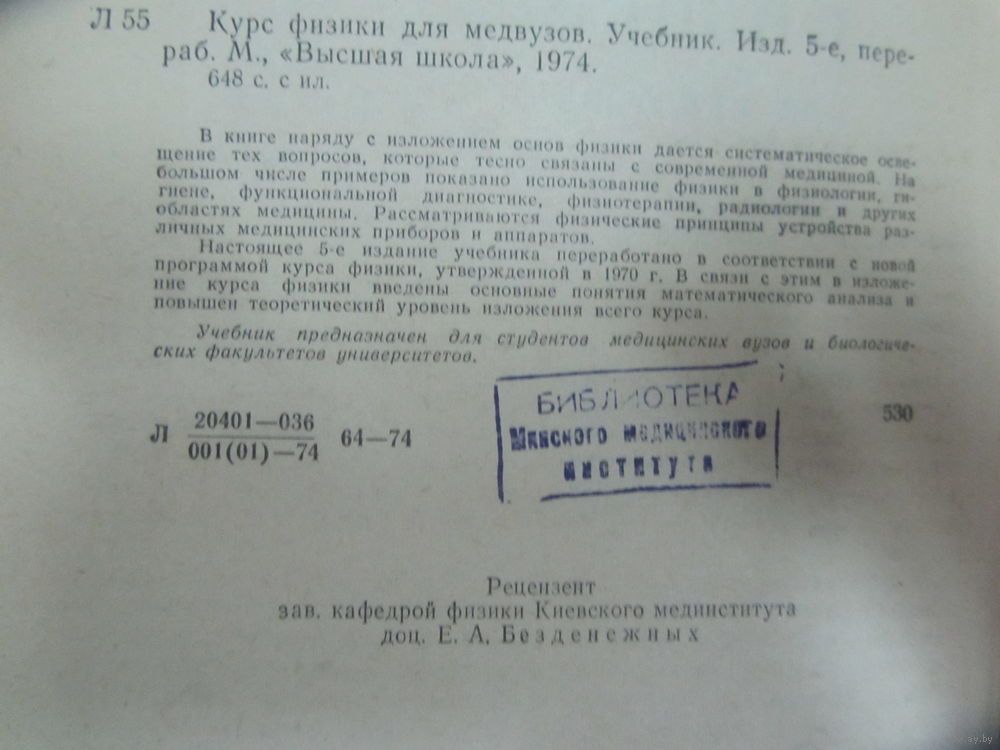 Л 55 Курс физики для медвузов. Учебник. Изд. 5-е, пере-
раб. М., «Высшая школа», 1974.
648 с. с ил.
В книге наряду с изложением основ физики дается систематическое осве-
щение тех вопросов, которые тесно связаны с современной медициной. На
большом числе примеров показано использование физики в физиологии, ги-
гиене, функциональной диагностике, физиотерапии, радиологии и других
областях медицины. Рассматриваются физические принципы устройства раз-
личных медицинских приборов и аппаратов.
Настоящее 5-е издание учебника переработано в соответствии с новой
программой курса физики, утвержденной в 1970 г. В связи с этим в изложе-
ние курса физики введены основные понятия математического анализа и
повышен теоретический уровень изложения всего курса.
Учебник предназначен для студентов медицинских вузов и биологиче-
ских факультетов университетов.
Л 20401—036
001(01)—74 64—74
530
БИБЛИОТЕКА
Минского медицинского
института
Рецензент
зав. кафедрой физики Киевского мединститута
доц. Е. А. Безденежных
ay.by